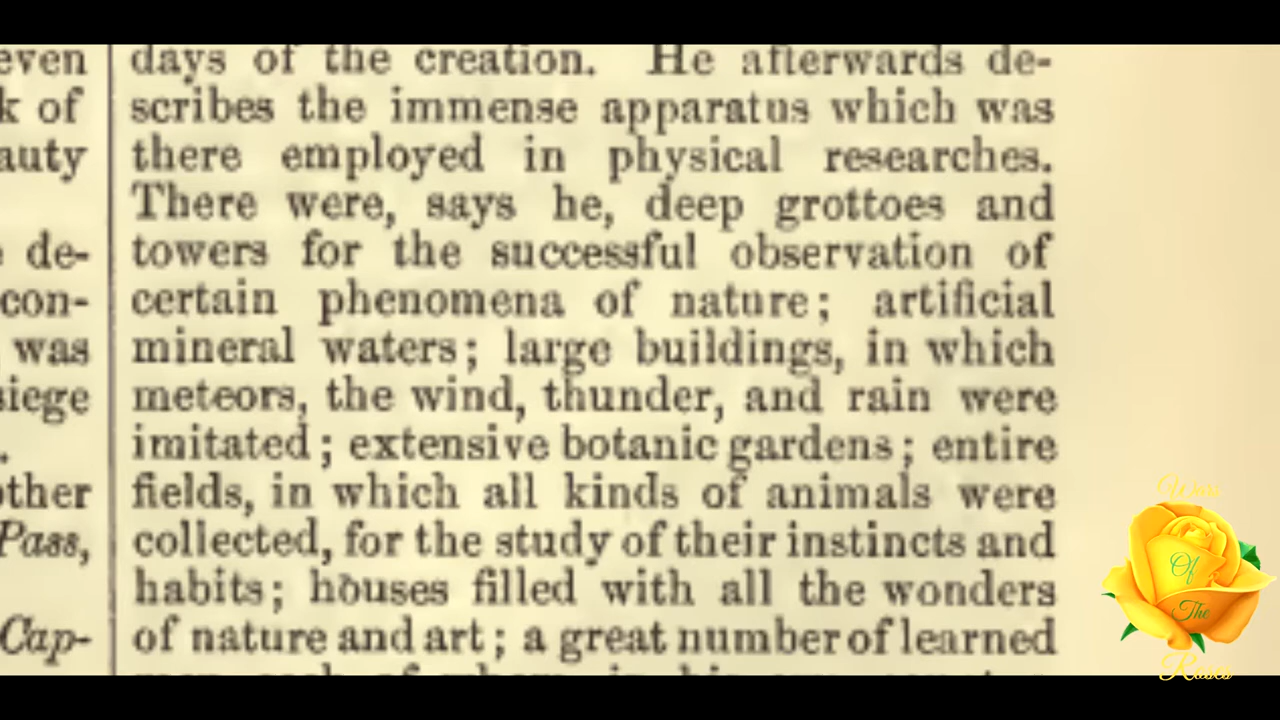 even
k of
auty
de-
con-
was
siege
.
other
Pass,
Cap-
days of the creation. He afterwards de-
scribes the immense apparatus which was
there employed in physical researches.
There were, says he, deep grottoes and
towers for the successful observation of
certain phenomena of nature; artificial
mineral waters; large buildings, in which
meteors, the wind, thunder, and rain were
imitated; extensive botanic gardens; entire
fields, in which all kinds of animals were
collected, for the study of their instincts and
habits; houses filled with all the wonders
of nature and art; a great number of learned
Wars
Of
The
Roses